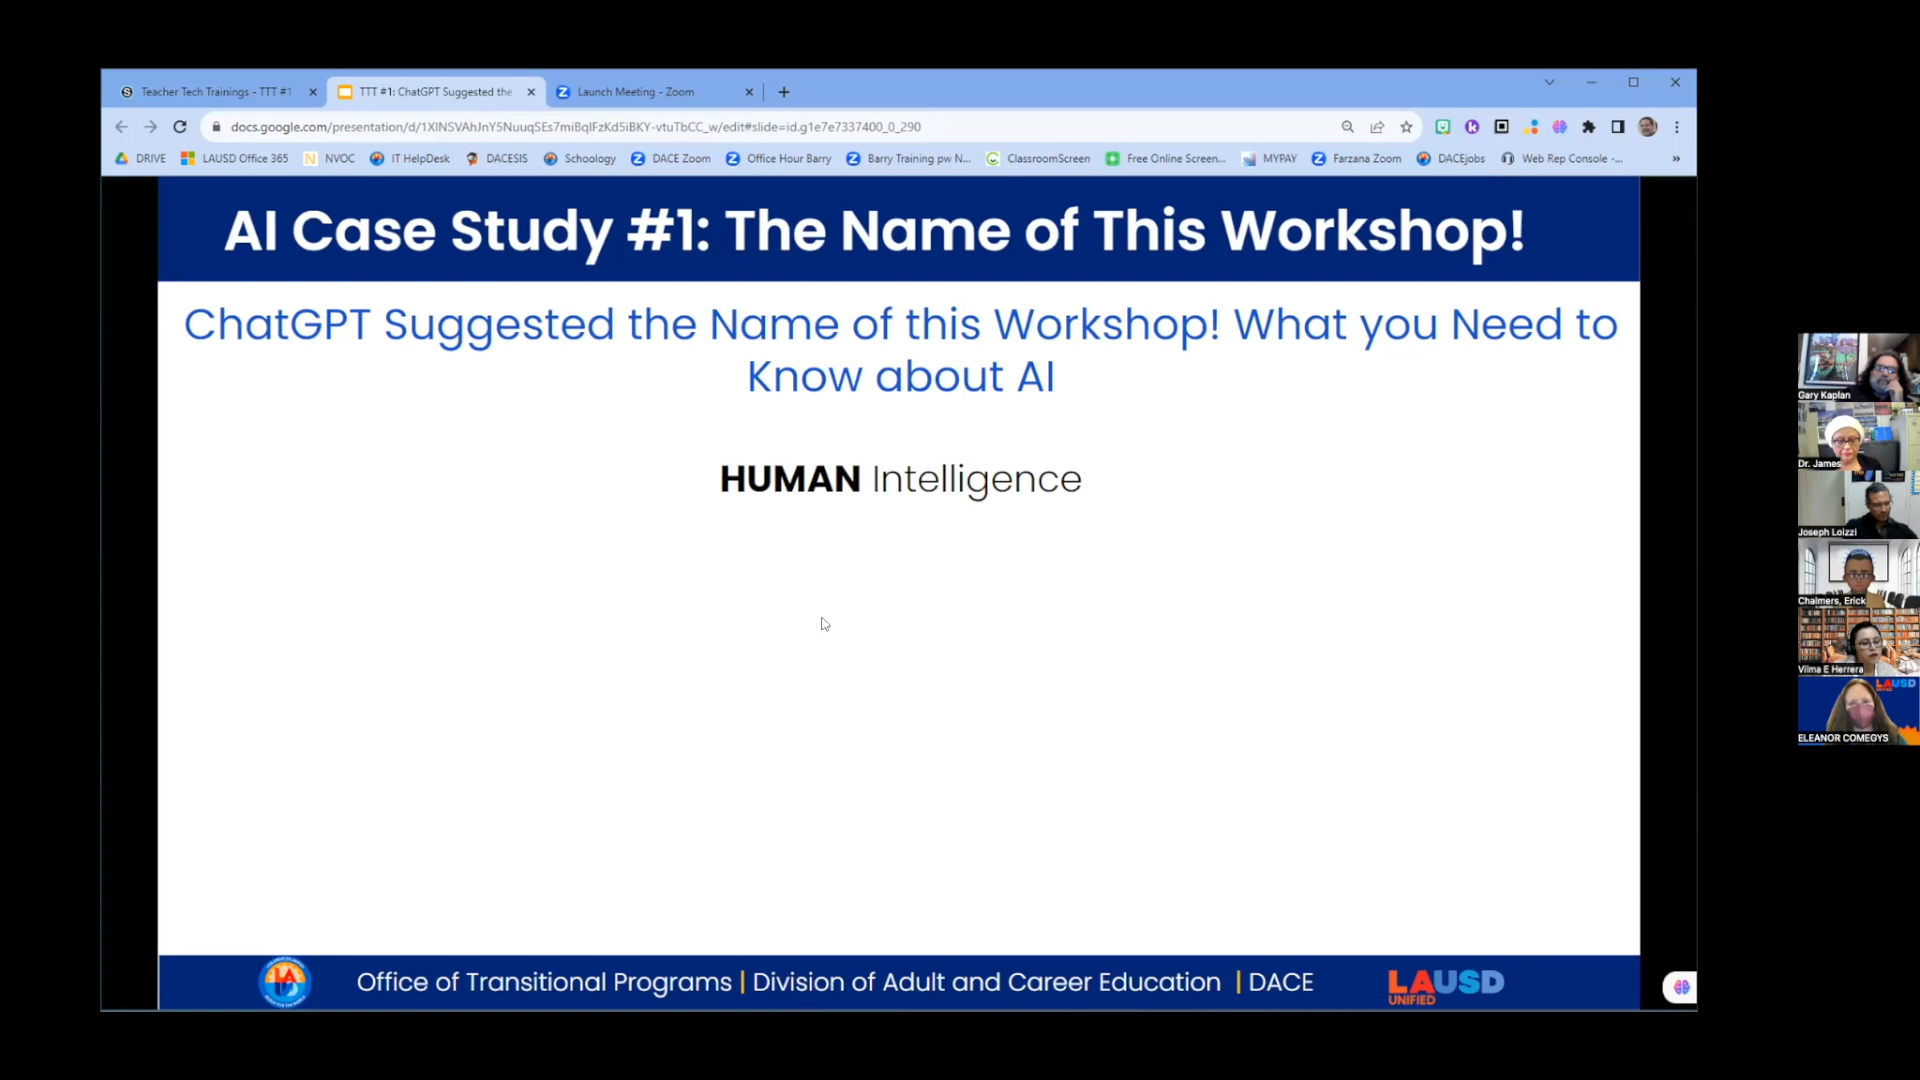 Teacher Tech Trainings - TTT #1
TTT #1: ChatGPT Suggested the
Launch Meeting - Zoom
docs.google.com/presentation/d/1XINSVAhJnY5NuuqSEs7miBqIFzKd5iBKY-vtuTbCC_w/edit#slide=id.g1e7e7337400_0_290
DRIVE LAUSD Office 365 NVOC IT HelpDesk DACESIS Schoology DACE Zoom Office Hour Barry Barry Training pw N... ClassroomScreen Free Online Screen... MYPAY Farzana Zoom DACEjobs Web Rep Console -... »
AI Case Study #1: The Name of This Workshop!
ChatGPT Suggested the Name of this Workshop! What you Need to
Know about AI
HUMAN Intelligence
Office of Transitional Programs | Division of Adult and Career Education | DACE
LAUSD
UNIFIED
Gary Kaplan
Dr. James
Joseph Loizzi
Chalmers, Erick
Vilma E Herrera
LAUSD
ELEANOR COMEGYS